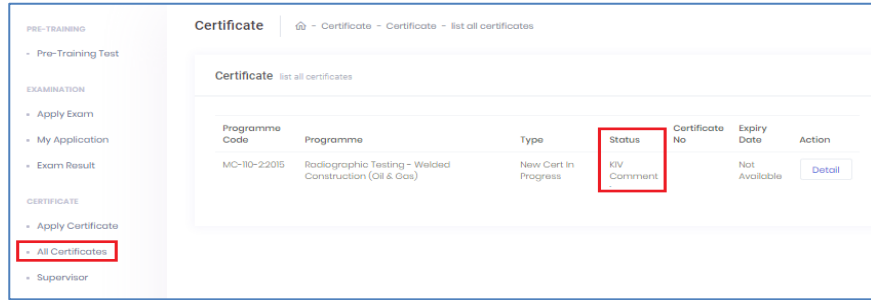 PRE-TRAINING
Pre-Training Test
EXAMINATION
Apply Exam
My Application
Exam Result
CERTIFICATE
Apply Certificate
All Certificates
Supervisor
Certificate - Certificate - Certificate - list all certificates
Certificate list all certificates
Programme Code Programme Type Status Certificate No Expiry Date Action
MC-110-2:2015 Radiographic Testing - Welded Construction (Oil & Gas) New Cert In Progress KIV Comment Not Available Detail